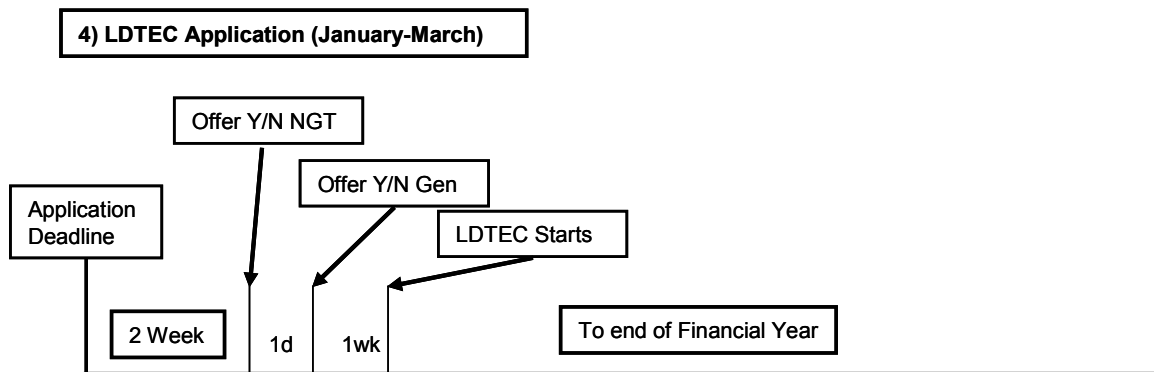 4) LDTEC Application (January-March)
Offer Y/N NGT
Offer Y/N Gen
Application
Deadline
LDTEC Starts
2 Week
1d
1wk
To end of Financial Year